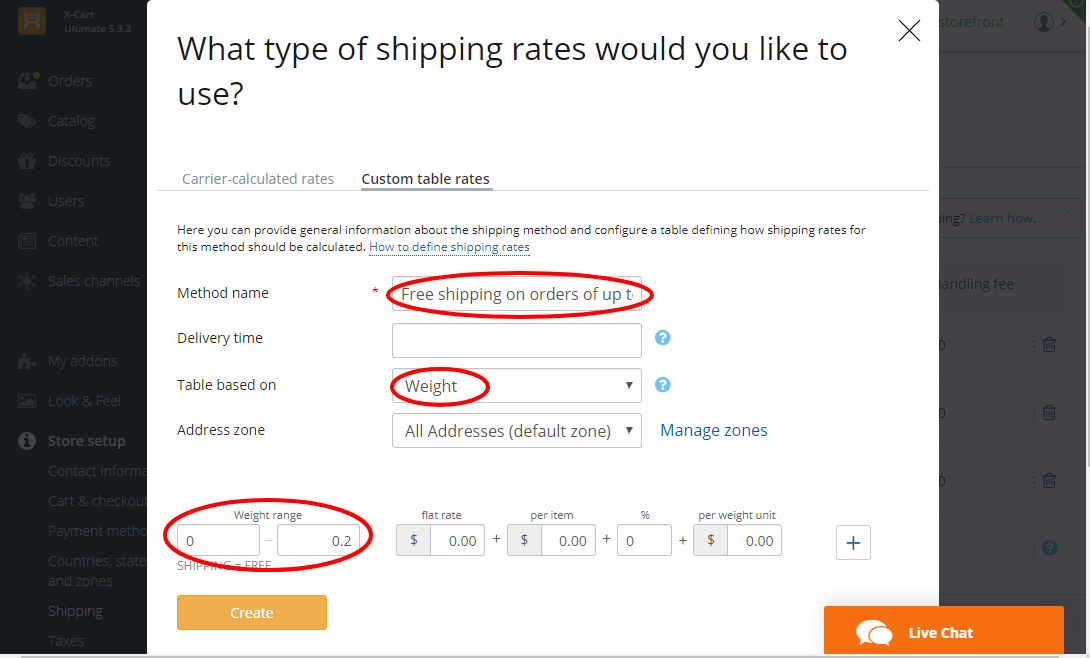 X-Cart
Ultimate 5.3.3
Orders
Catalog
Discounts
Users
Content
Sales channels
My addons
Look & Feel
Store setup
Contact informa
Cart & checkout
Payment metho
Countries, state
and zones
Shipping
Taxes
What type of shipping rates would you like to
use?
Carrier-calculated rates Custom table rates
Here you can provide general information about the shipping method and configure a table defining how shipping rates for
this method should be calculated. How to define shipping rates
Method name * Free shipping on orders of up t
Delivery time ?
Table based on Weight ▼ ?
Address zone All Addresses (default zone) ▼ Manage zones
Weight range flat rate per item % per weight unit
0 – 0.2 $ 0.00 + $ 0.00 + 0 + $ 0.00 +
SHIPPING = FREE
Create
storefront
ping? Learn how.
andling fee
0
0
0
?
Live Chat